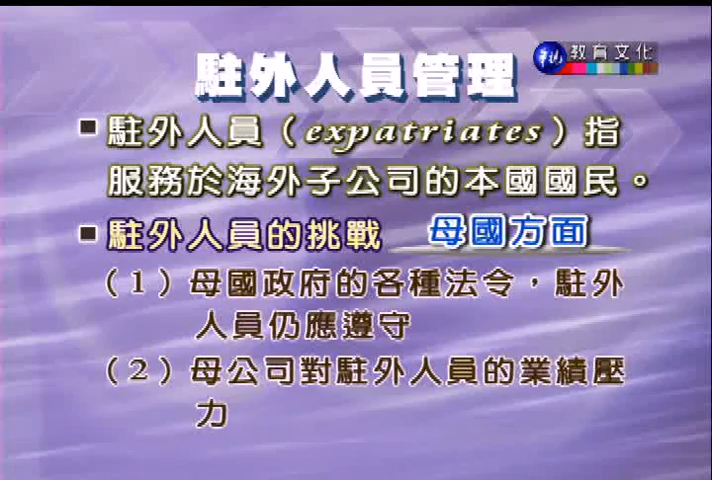 駐外人員管理
教育文化
■駐外人員（expatriates）指
服務於海外子公司的本國國民。
■駐外人員的挑戰 母國方面
（1）母國政府的各種法令，駐外
人員仍應遵守
（2）母公司對駐外人員的業績壓
力